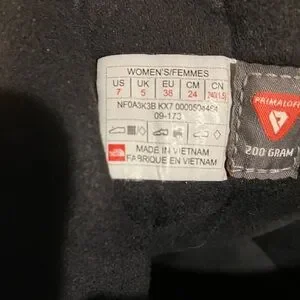 WOMEN'S/FEMMES
US UK EUR CM CN
7 5 38 24
NF0A3K3B KX7
09-173
MADE IN VIETNAM
FABRIQUE EN VIETNAM
PRIMALOFT
200 GRAM